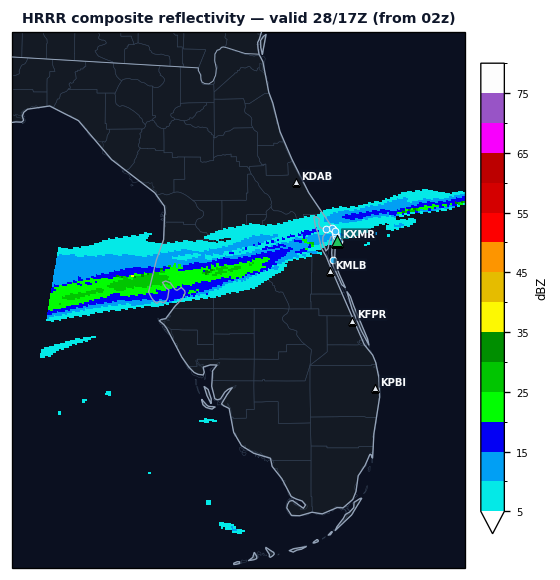 HRRR composite reflectivity — valid 28/17Z (from 02z)
75
65
55
45
35
25
15
5
dBZ
KDAB
KXMR
KMLB
KFPR
KPBI